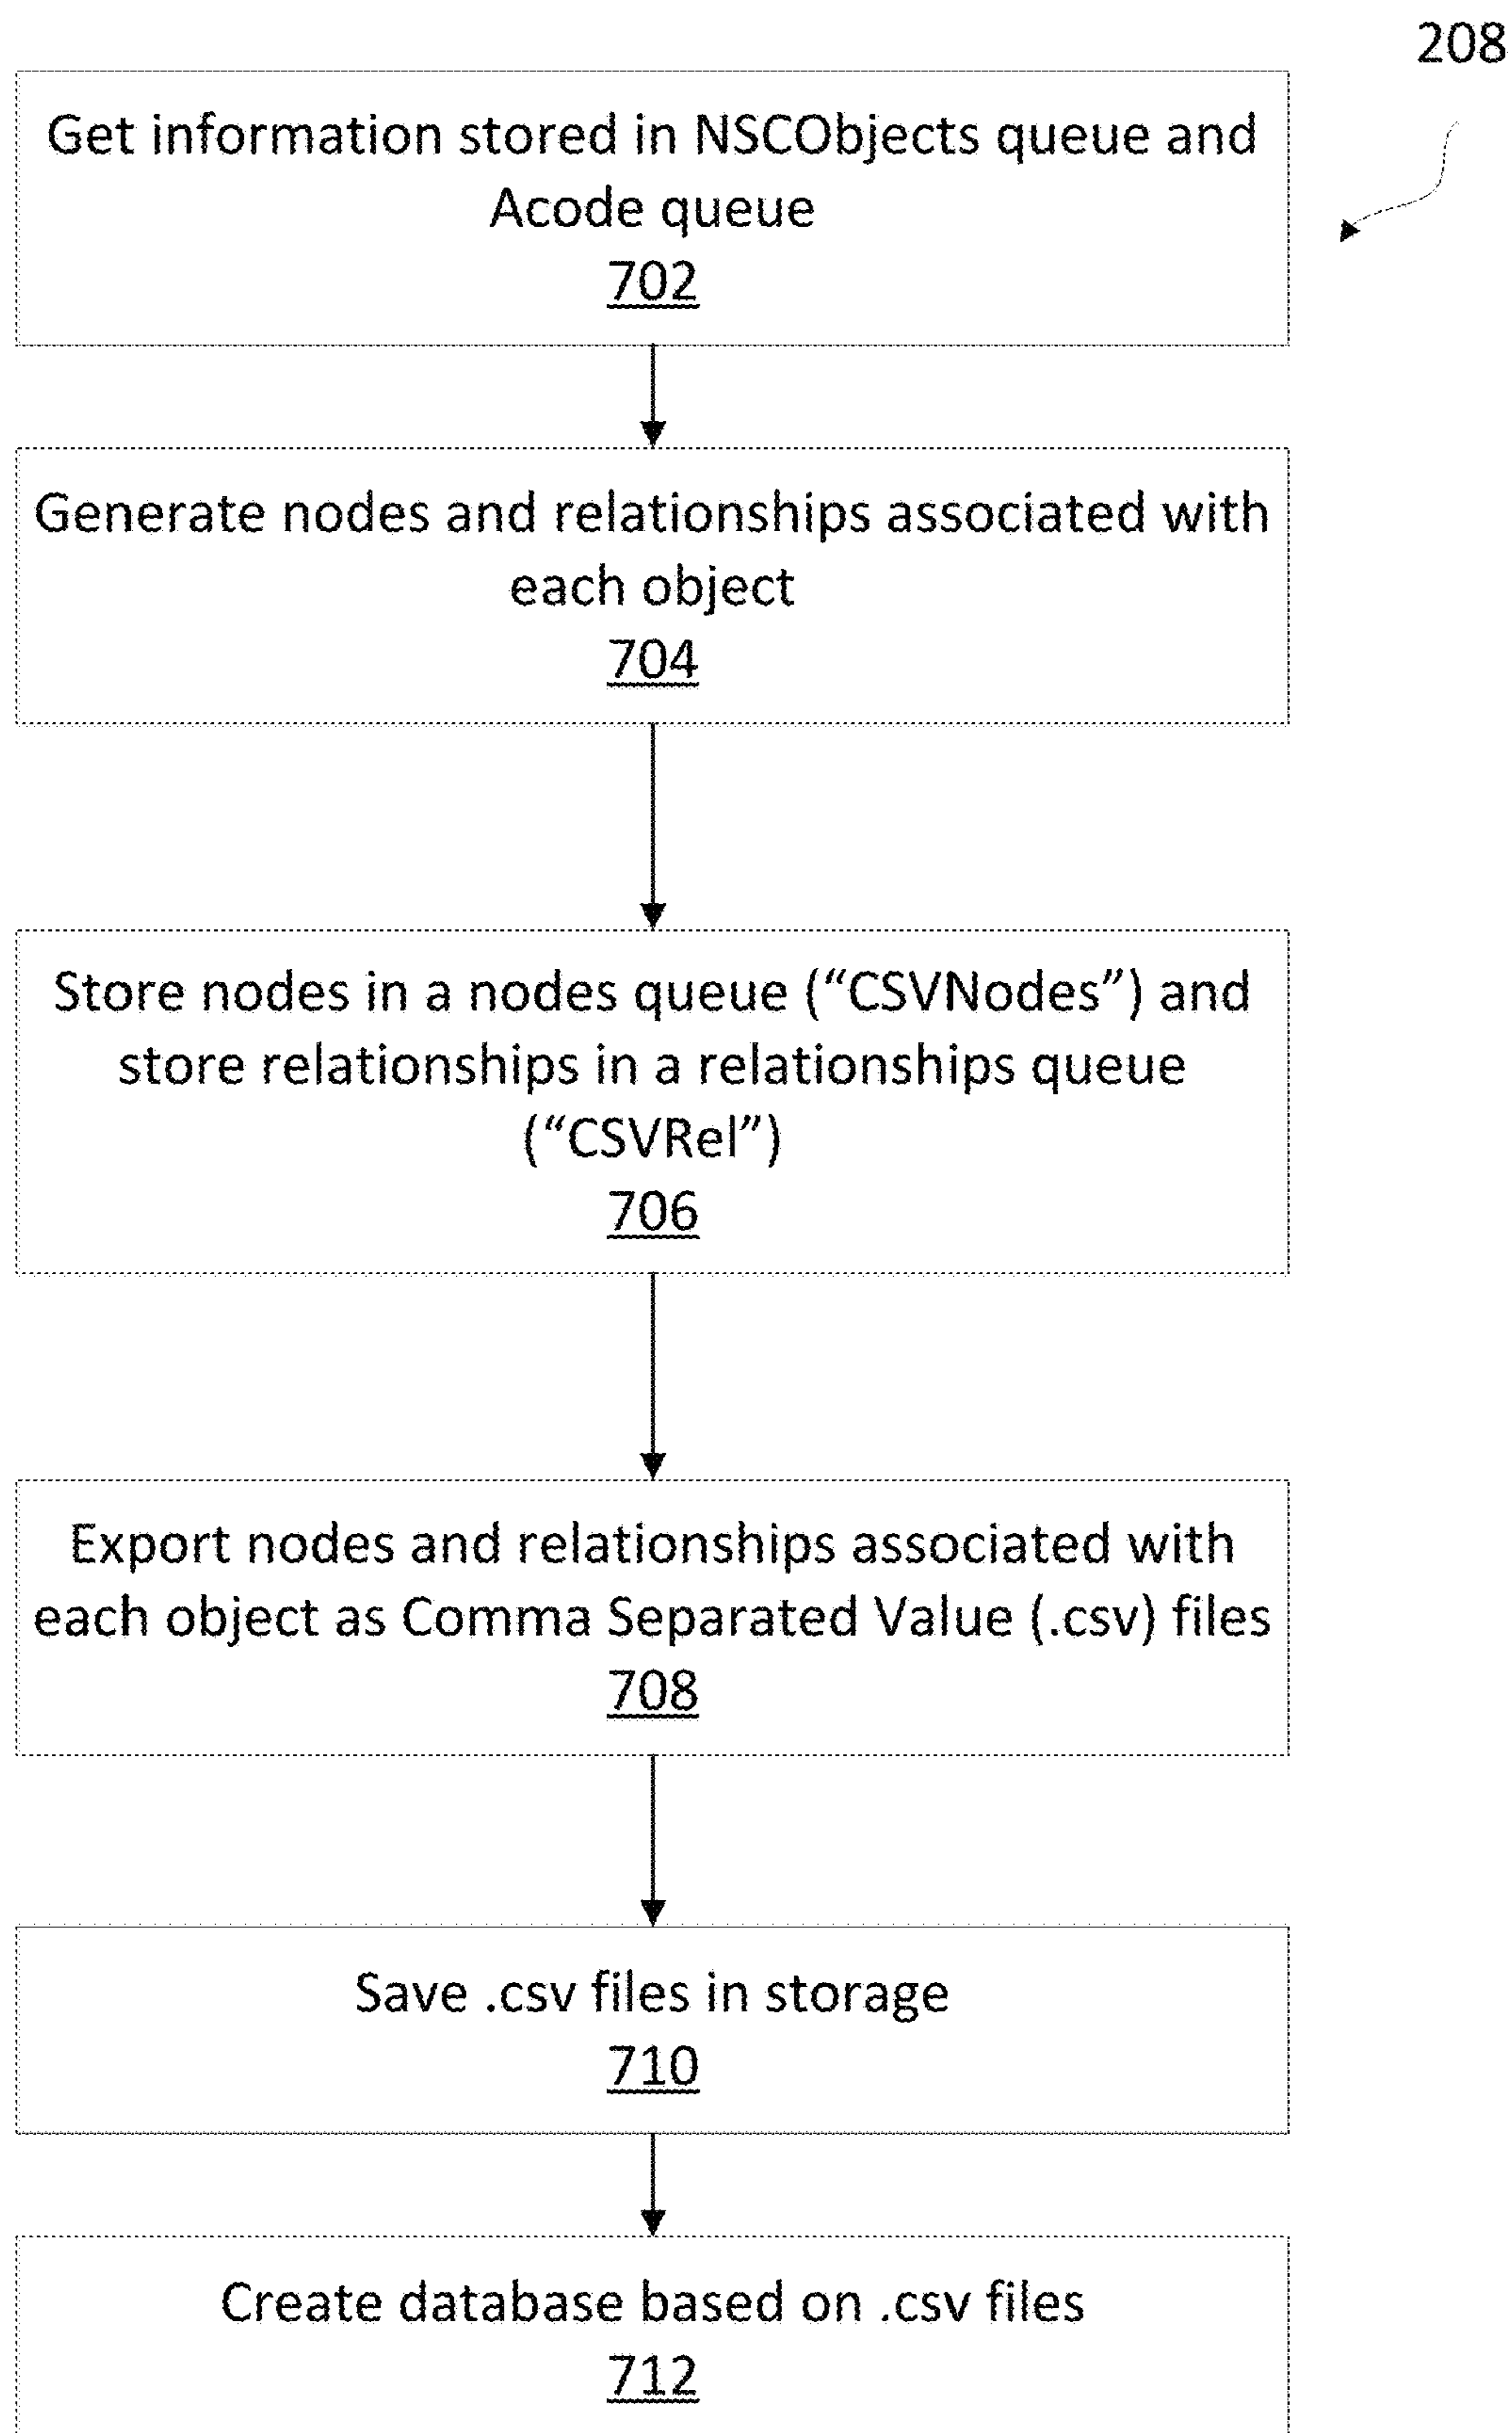 208
Get information stored in NSCObjects queue and
Acode queue
702
Generate nodes and relationships associated with
each object
704
Store nodes in a nodes queue (“CSVNodes”) and
store relationships in a relationships queue
(“CSVRel”)
706
Export nodes and relationships associated with
each object as Comma Separated Value (.csv) files
708
Save .csv files in storage
710
Create database based on .csv files
712